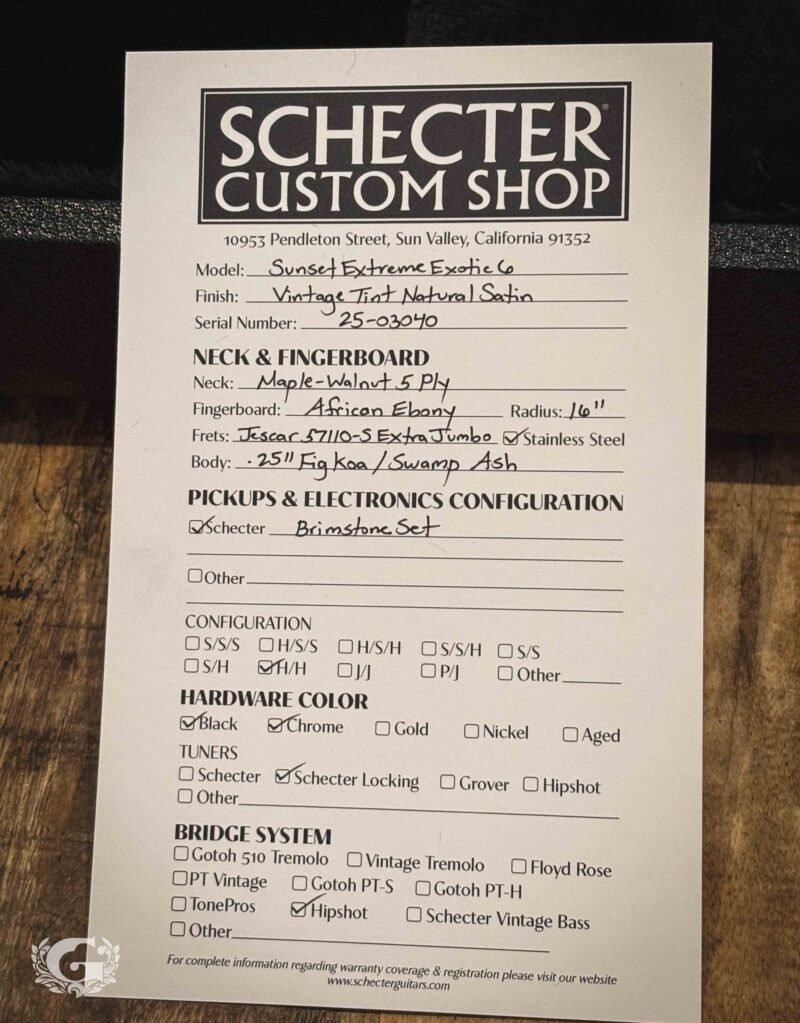 SCHECTER®
CUSTOM SHOP
10953 Pendleton Street, Sun Valley, California 91352
Model: Sunset Extreme Exotic 6
Finish: Vintage Tint Natural Satin
Serial Number: 25-03040
NECK & FINGERBOARD
Neck: Maple-Walnut 5 Ply
Fingerboard: African Ebony Radius: 16"
Frets: Jescar 57110-S Extra Jumbo ☑Stainless Steel
Body: .25" Fig Koa / Swamp Ash
PICKUPS & ELECTRONICS CONFIGURATION
☑Schecter Brimstone Set
☐Other
CONFIGURATION
☐S/S/S ☐H/S/S ☐H/S/H ☐S/S/H ☐S/S
☐S/H ☑H/H ☐J/J ☐P/J ☐Other
HARDWARE COLOR
☑Black ☑Chrome ☐Gold ☐Nickel ☐Aged
TUNERS
☐Schecter ☑Schecter Locking ☐Grover ☐Hipshot
☐Other
BRIDGE SYSTEM
☐Gotoh 510 Tremolo ☐Vintage Tremolo ☐Floyd Rose
☐PT Vintage ☐Gotoh PT-S ☐Gotoh PT-H
☐TonePros ☑Hipshot ☐Schecter Vintage Bass
☐Other
For complete information regarding warranty coverage & registration please visit our website
www.schecterguitars.com
G